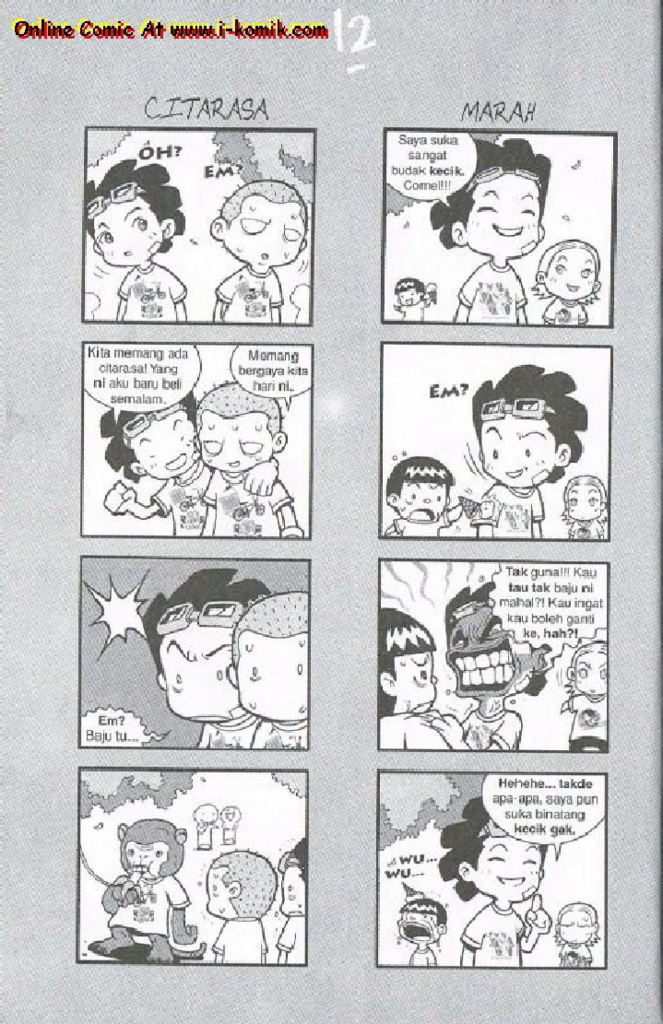 Online Comic At www.i-komik.com
12
CITARASA
OH?
EM?
Kita memang ada
citarasa! Yang
ni aku baru beli
semalam.
Memang
bergaya kita
hari ni..
Em?
Baju tu...
MARAH
Saya suka
sangat
budak kecik.
Comel!!!
EM?
Tak guna!!! Kau
tau tak baju ni
mahal?! Kau ingat
kau boleh ganti
ke, hah?!
Hehehe... takde
apa-apa, saya pun
suka binatang
kecik gak.
WU...
WU...